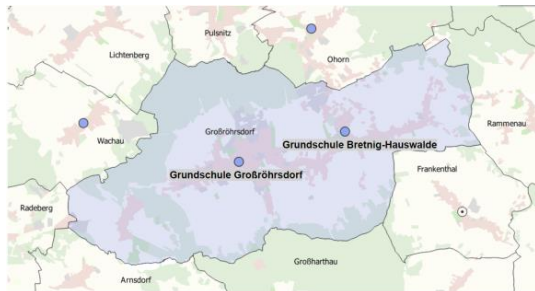 Pulsnitz
Lichtenberg
Ohorn
Wachau
Großröhrsdorf
Rammenau
Grundschule Bretnig-Hauswalde
Grundschule Großröhrsdorf
Frankenthal
Radeberg
Großharthau
Arnsdorf